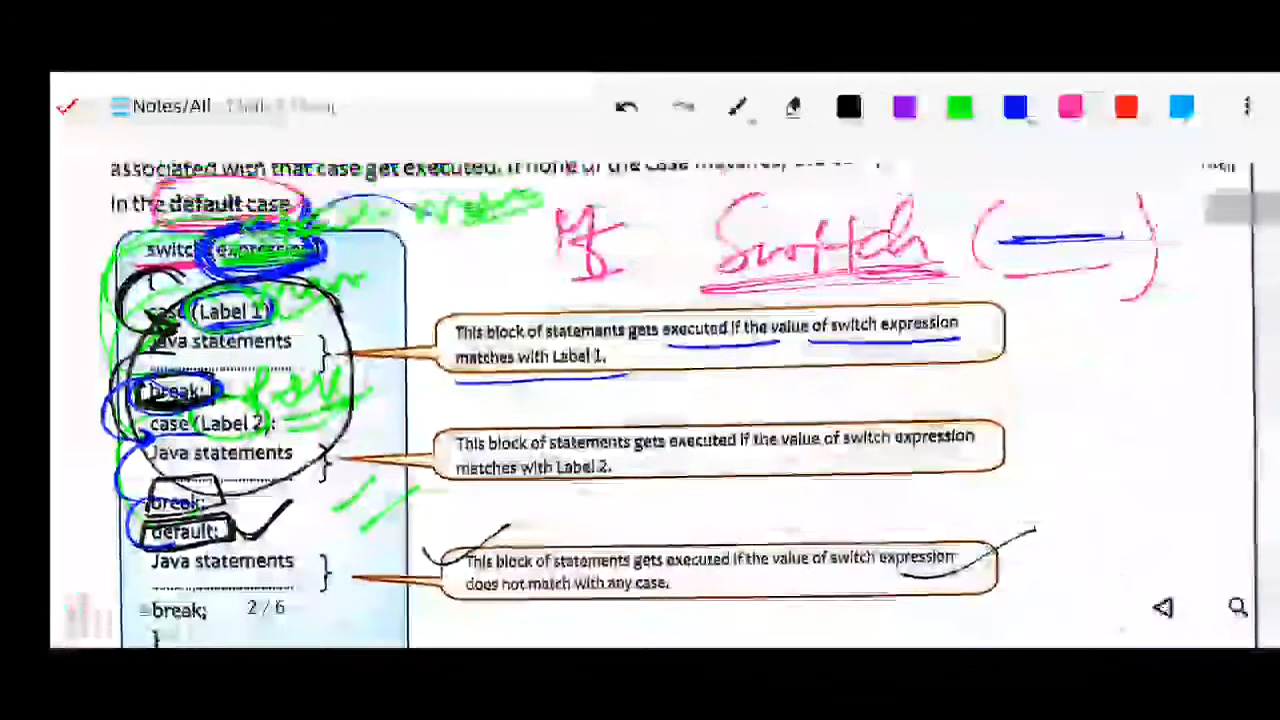 Notes/All
associated with that case get executed. If none of the case matches,
in the default case
switch(expression)
case (Label 1)
Java statements
break;
case (Label 2):
Java statements
break;
default:
Java statements
break;
}
If Switch ( )
This block of statements gets executed if the value of switch expression
matches with Label 1.
This block of statements gets executed if the value of switch expression
matches with Label 2.
This block of statements gets executed if the value of switch expression
does not match with any case.
2 / 6